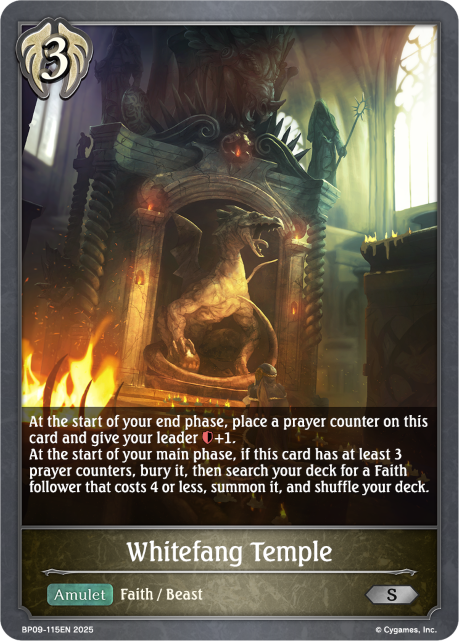 3
At the start of your end phase, place a prayer counter on this
card and give your leader +1.
At the start of your main phase, if this card has at least 3
prayer counters, bury it, then search your deck for a Faith
follower that costs 4 or less, summon it, and shuffle your deck.
Whitefang Temple
Amulet Faith / Beast S
BP09-115EN 2025 © Cygames, Inc.